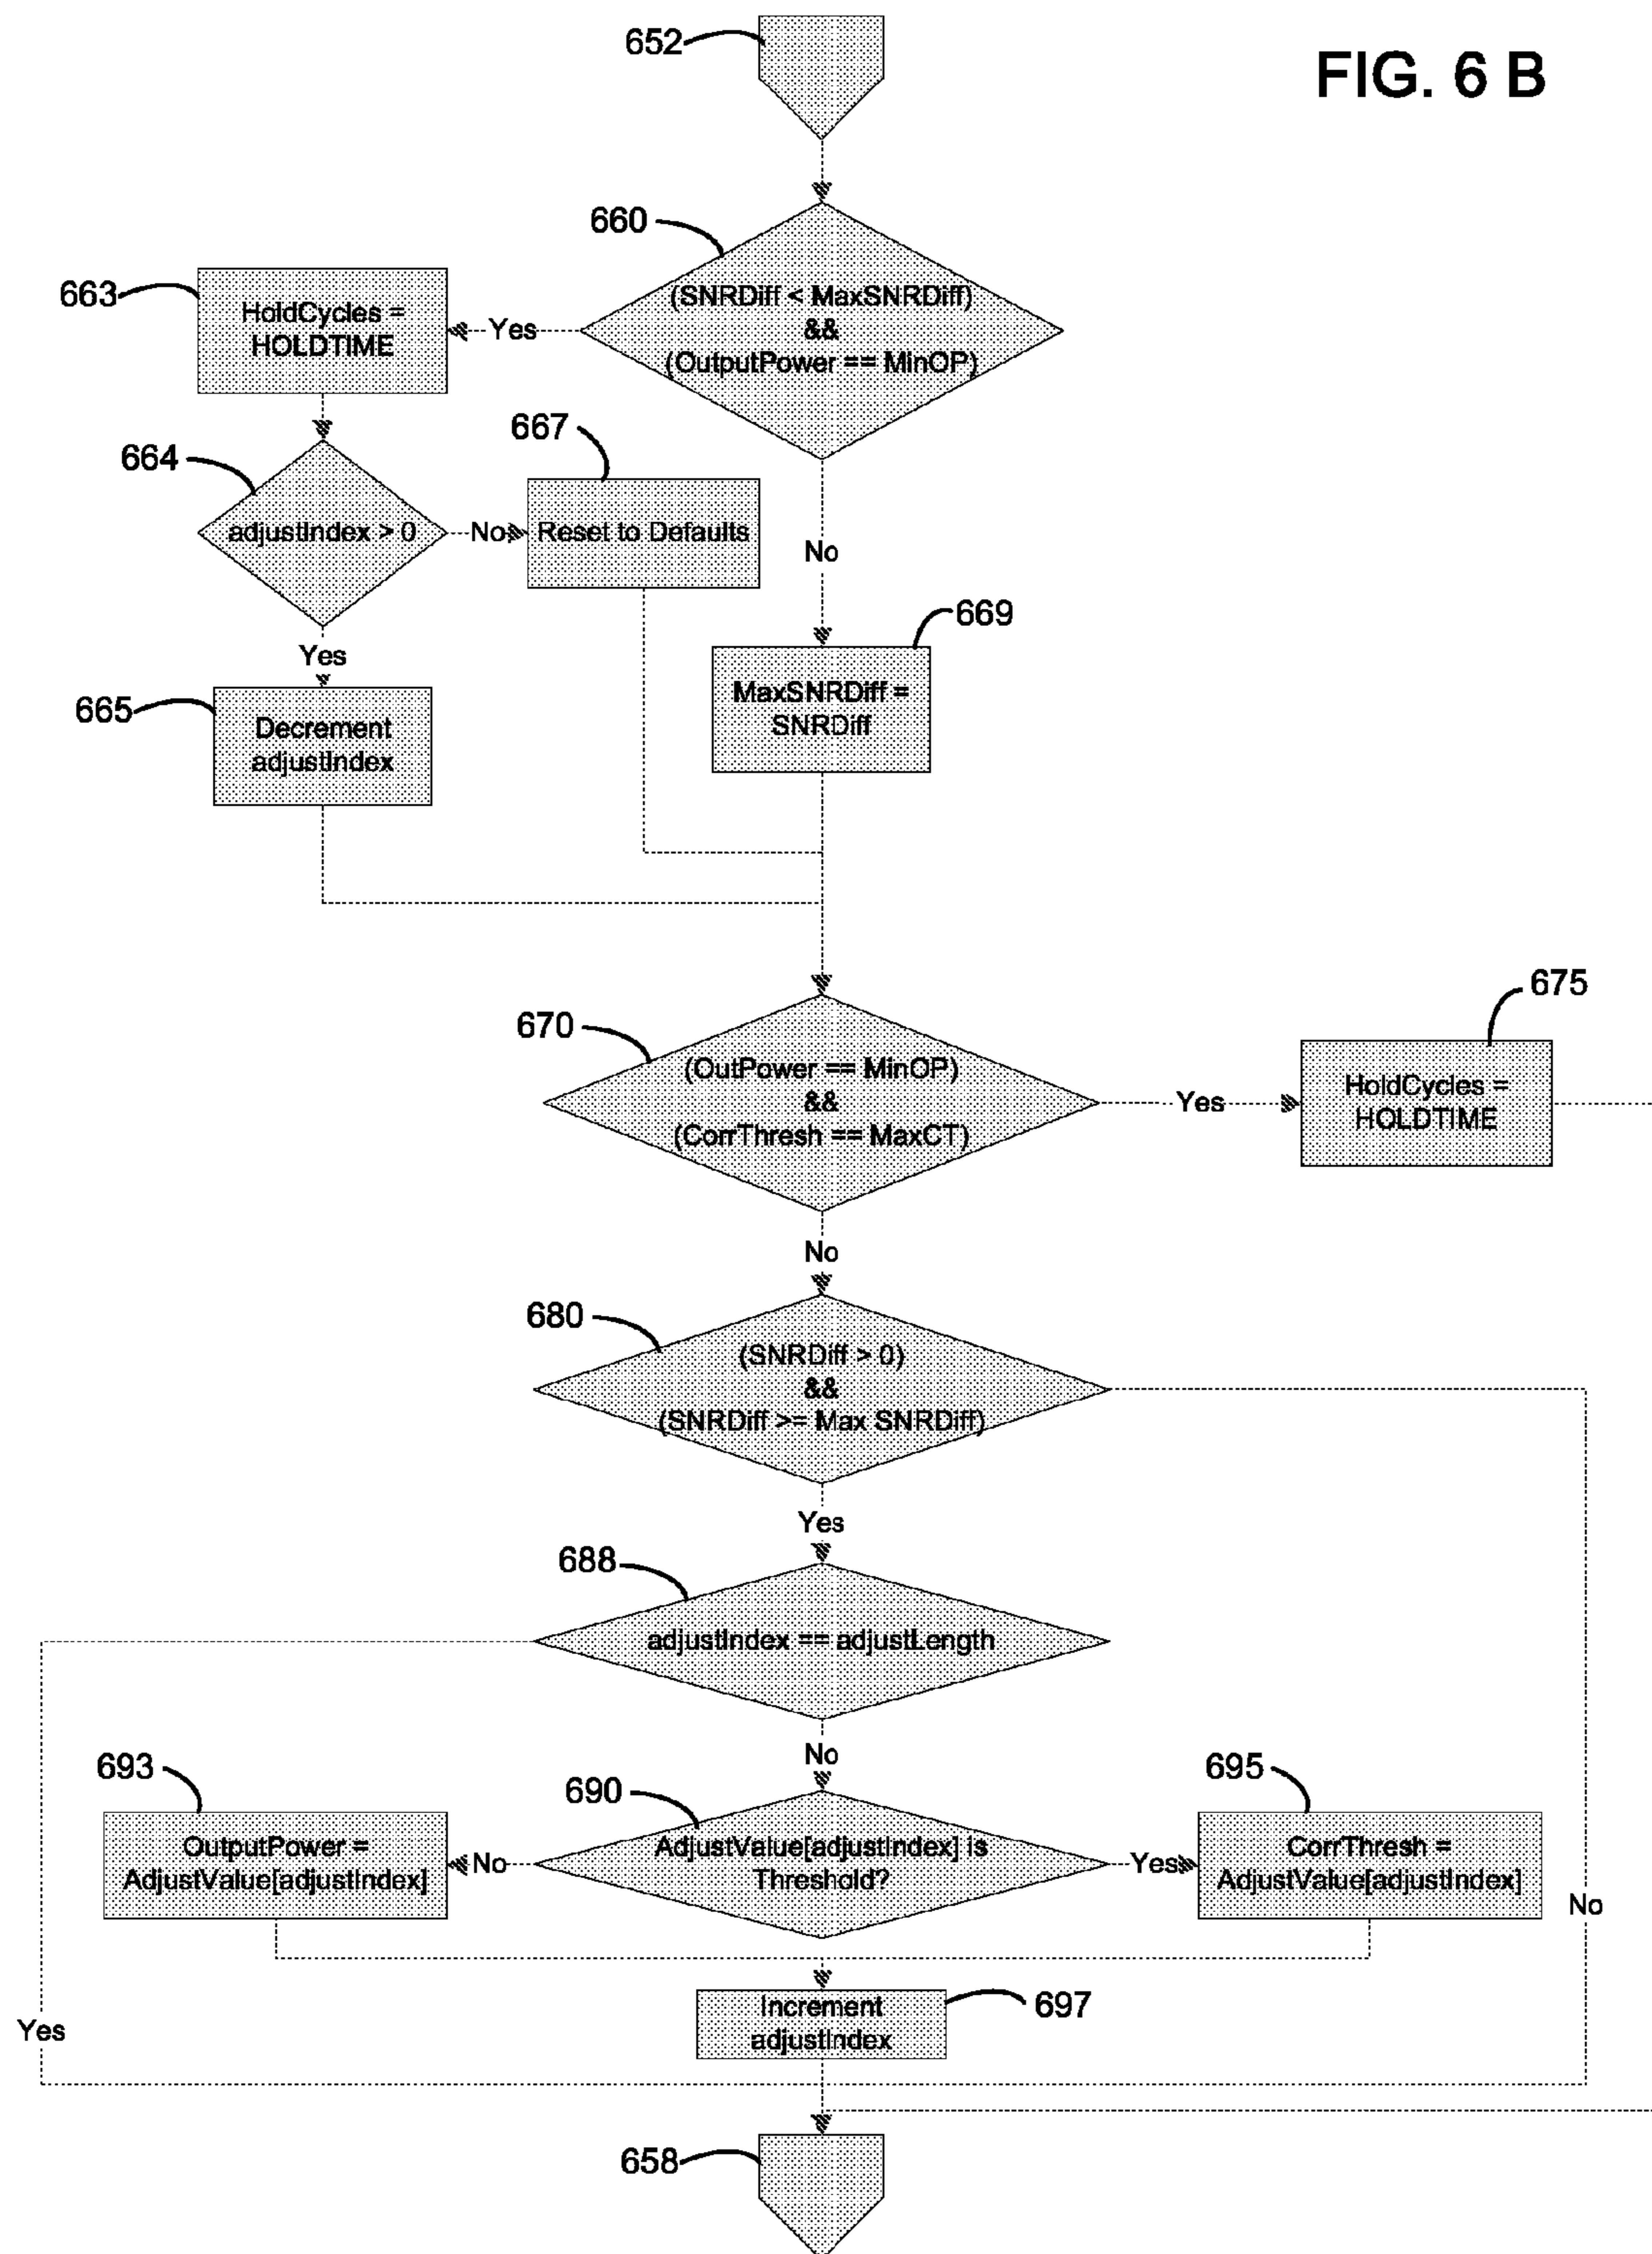 652
FIG. 6 B
660
(SNRDiff < MaxSNRDiff)
&&
(OutputPower == MinOP)
Yes
663
HoldCycles =
HOLDTIME
664
adjustIndex > 0
No
667
Reset to Defaults
No
Yes
669
MaxSNRDiff =
SNRDiff
665
Decrement
adjustIndex
670
(OutPower == MinOP)
&&
(CorrThresh == MaxCT)
Yes
675
HoldCycles =
HOLDTIME
No
680
(SNRDiff > 0)
&&
(SNRDiff >= Max SNRDiff)
Yes
688
adjustIndex == adjustLength
No
693
OutputPower =
AdjustValue[adjustIndex]
No
690
AdjustValue[adjustIndex] is
Threshold?
Yes
695
CorrThresh =
AdjustValue[adjustIndex]
No
697
Increment
adjustIndex
Yes
658